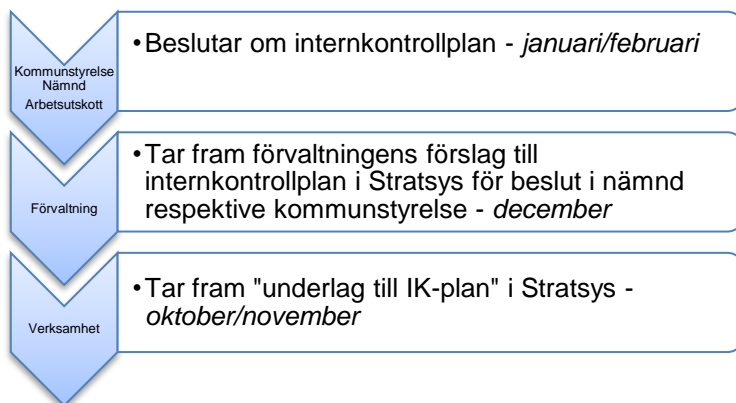 Kommunstyrelse
Nämnd
Arbetsutskott
•Beslutar om internkontrollplan - januari/februari
Förvaltning
•Tar fram förvaltningens förslag till
internkontrollplan i Stratsys för beslut i nämnd
respektive kommunstyrelse - december
Verksamhet
•Tar fram "underlag till IK-plan" i Stratsys -
oktober/november